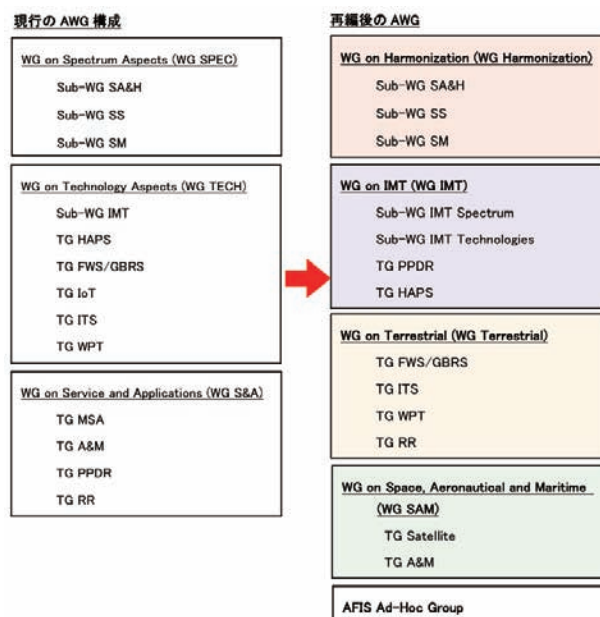 現行の AWG 構成
WG on Spectrum Aspects (WG SPEC)
Sub-WG SA&H
Sub-WG SS
Sub-WG SM
WG on Technology Aspects (WG TECH)
Sub-WG IMT
TG HAPS
TG FWS/GBRS
TG IoT
TG ITS
TG WPT
WG on Service and Applications (WG S&A)
TG MSA
TG A&M
TG PPDR
TG RR
再編後の AWG
WG on Harmonization (WG Harmonization)
Sub-WG SA&H
Sub-WG SS
Sub-WG SM
WG on IMT (WG IMT)
Sub-WG IMT Spectrum
Sub-WG IMT Technologies
TG PPDR
TG HAPS
WG on Terrestrial (WG Terrestrial)
TG FWS/GBRS
TG ITS
TG WPT
TG RR
WG on Space, Aeronautical and Maritime
(WG SAM)
TG Satellite
TG A&M
AFIS Ad-Hoc Group